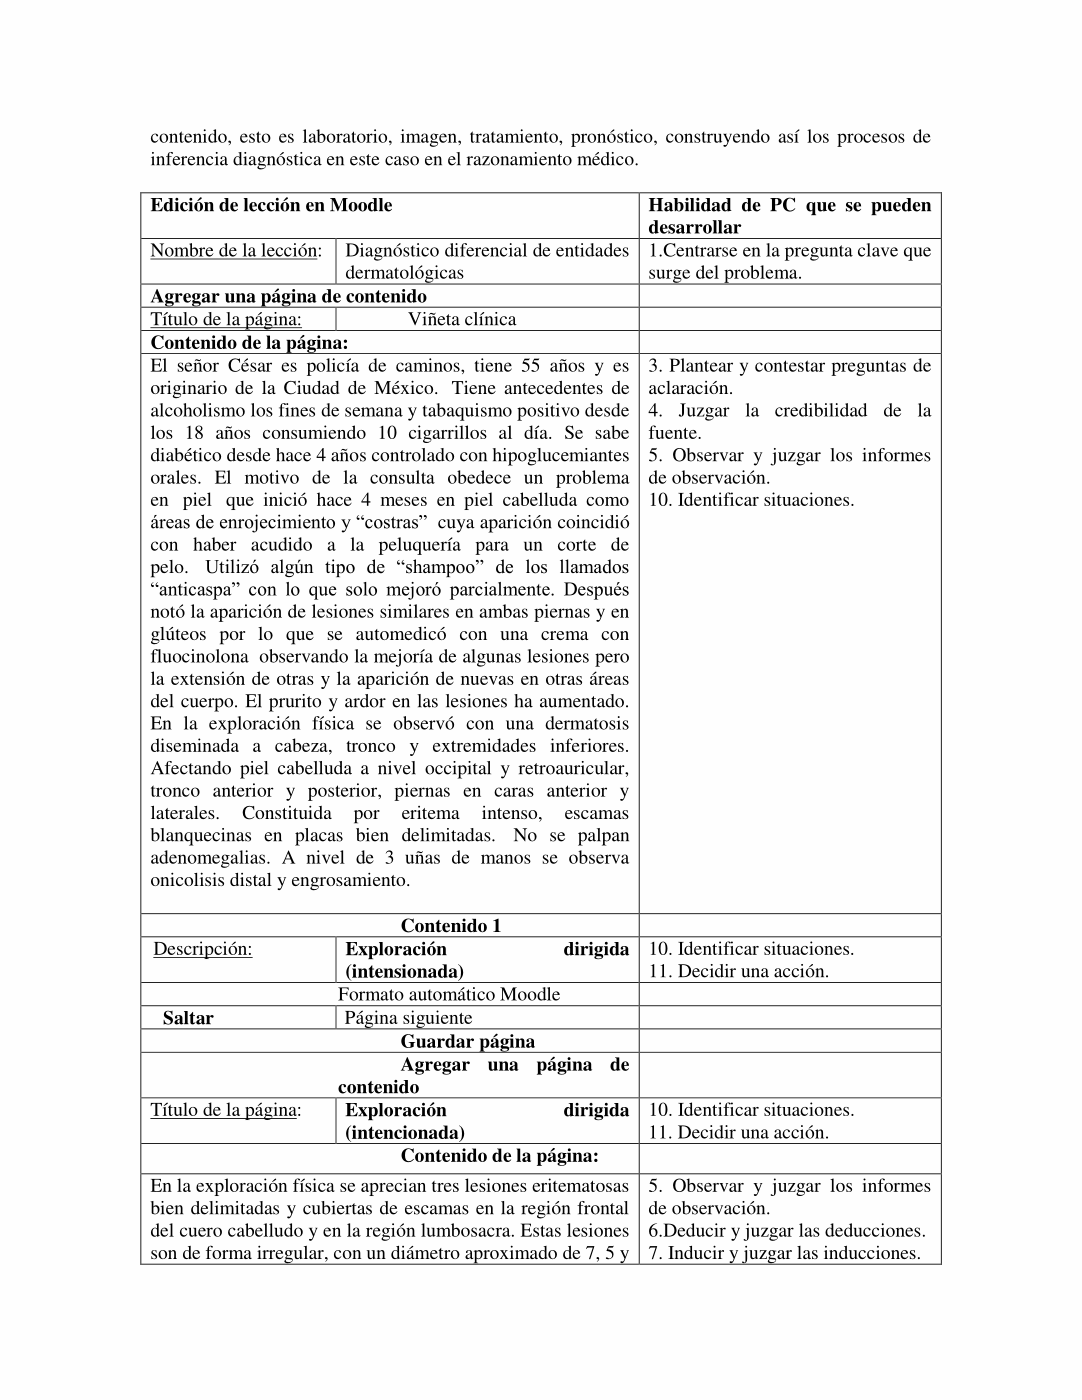 contenido, esto es laboratorio, imagen, tratamiento, pronóstico, construyendo así los procesos de
inferencia diagnóstica en este caso en el razonamiento médico.
Edición de lección en Moodle
Habilidad de PC que se pueden
desarrollar
Nombre de la lección:
Diagnóstico diferencial de entidades
dermatológicas
1.Centrarse en la pregunta clave que
surge del problema.
Agregar una página de contenido
Título de la página:
Viñeta clínica
Contenido de la página:
El señor César es policía de caminos, tiene 55 años y es
originario de la Ciudad de México. Tiene antecedentes de
alcoholismo los fines de semana y tabaquismo positivo desde
los 18 años consumiendo 10 cigarrillos al día. Se sabe
diabético desde hace 4 años controlado con hipoglucemiantes
orales. El motivo de la consulta obedece un problema
en piel que inició hace 4 meses en piel cabelluda como
áreas de enrojecimiento y “costras” cuya aparición coincidió
con haber acudido a la peluquería para un corte de
pelo. Utilizó algún tipo de “shampoo” de los llamados
“anticaspa” con lo que solo mejoró parcialmente. Después
notó la aparición de lesiones similares en ambas piernas y en
glúteos por lo que se automedicó con una crema con
fluocinolona observando la mejoría de algunas lesiones pero
la extensión de otras y la aparición de nuevas en otras áreas
del cuerpo. El prurito y ardor en las lesiones ha aumentado.
En la exploración física se observó con una dermatosis
diseminada a cabeza, tronco y extremidades inferiores.
Afectando piel cabelluda a nivel occipital y retroauricular,
tronco anterior y posterior, piernas en caras anterior y
laterales. Constituida por eritema intenso, escamas
blanquecinas en placas bien delimitadas. No se palpan
adenomegalias. A nivel de 3 uñas de manos se observa
onicolisis distal y engrosamiento.
3. Plantear y contestar preguntas de
aclaración.
4. Juzgar la credibilidad de la
fuente.
5. Observar y juzgar los informes
de observación.
10. Identificar situaciones.
Contenido 1
Descripción:
Exploración dirigida
(intensionada)
10. Identificar situaciones.
11. Decidir una acción.
Formato automático Moodle
Saltar
Página siguiente
Guardar página
Agregar una página de
contenido
Título de la página:
Exploración dirigida
(intencionada)
10. Identificar situaciones.
11. Decidir una acción.
Contenido de la página:
En la exploración física se aprecian tres lesiones eritematosas
bien delimitadas y cubiertas de escamas en la región frontal
del cuero cabelludo y en la región lumbosacra. Estas lesiones
son de forma irregular, con un diámetro aproximado de 7, 5 y
5. Observar y juzgar los informes
de observación.
6.Deducir y juzgar las deducciones.
7. Inducir y juzgar las inducciones.